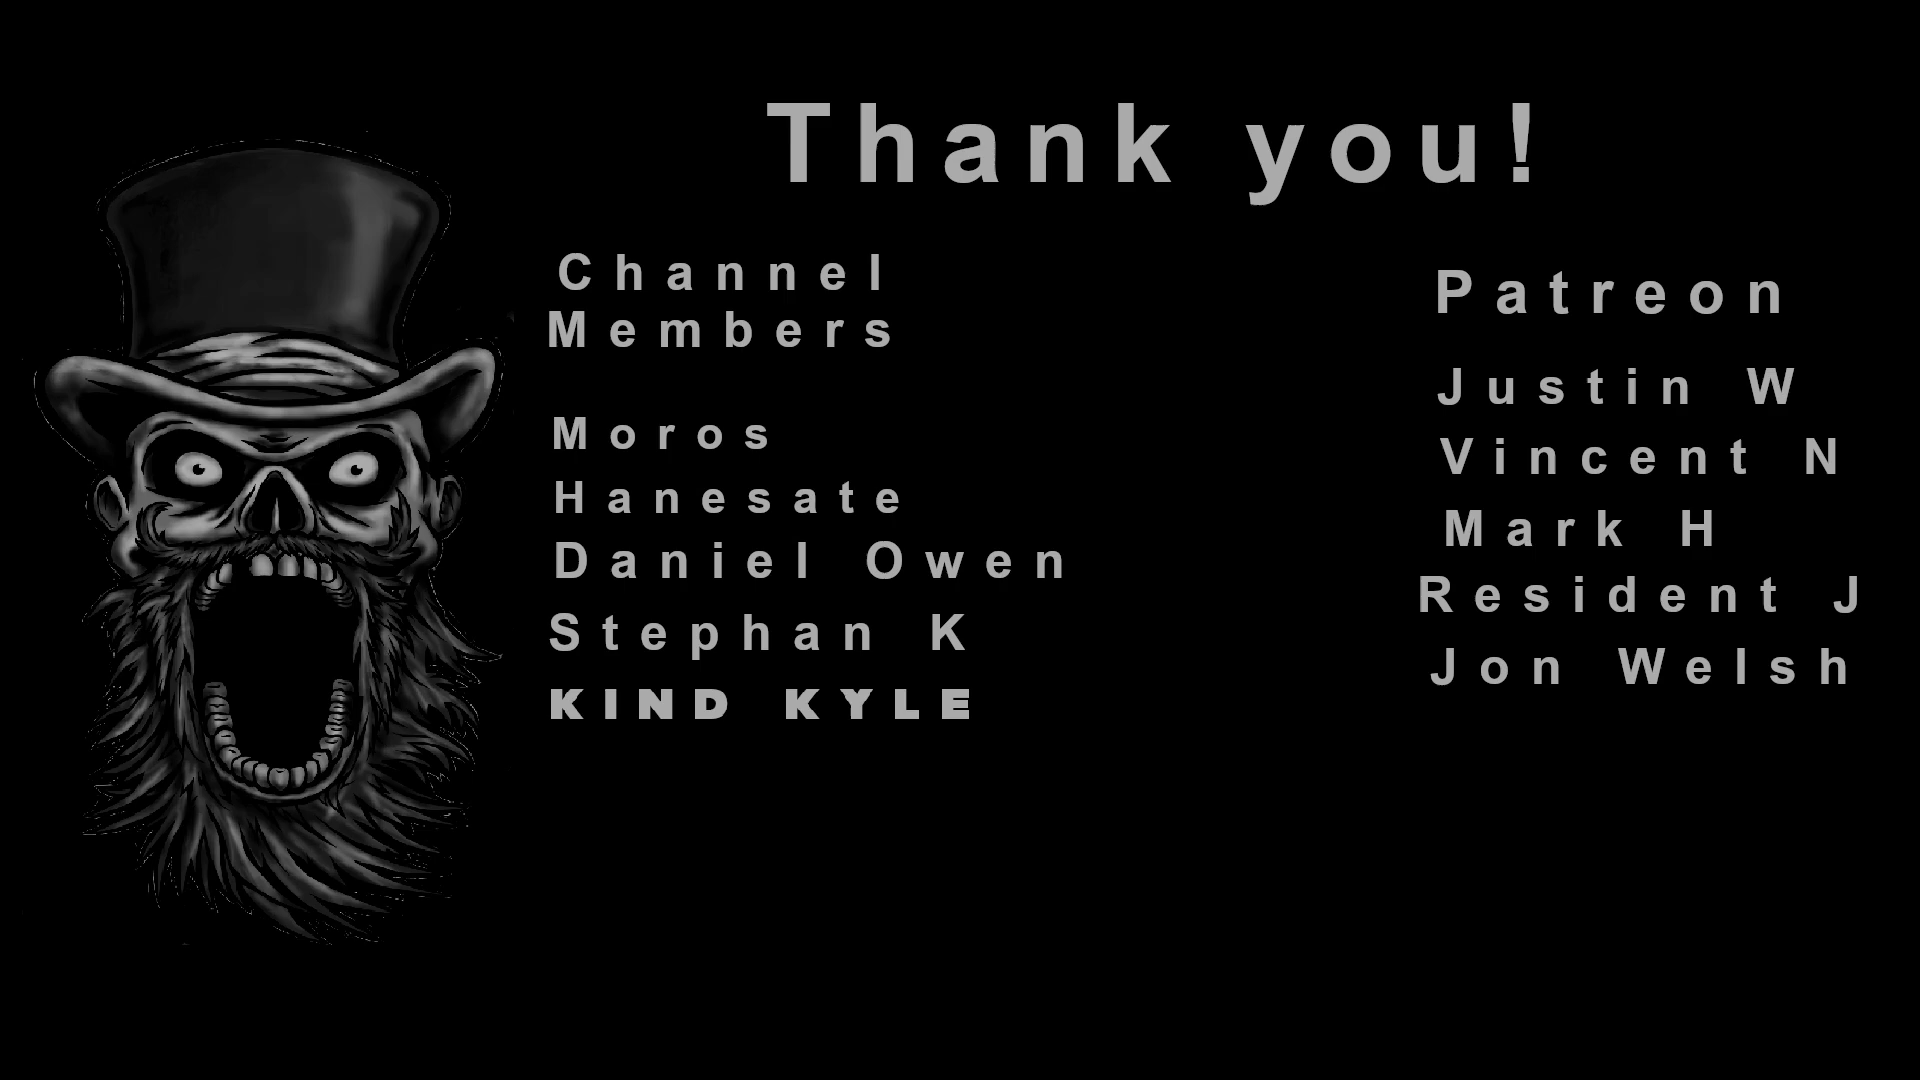 Thank you!
Channel
Members
Moros
Hanesate
Daniel Owen
Stephan K
KIND KYLE
Patreon
Justin W
Vincent N
Mark H
Resident J
Jon Welsh